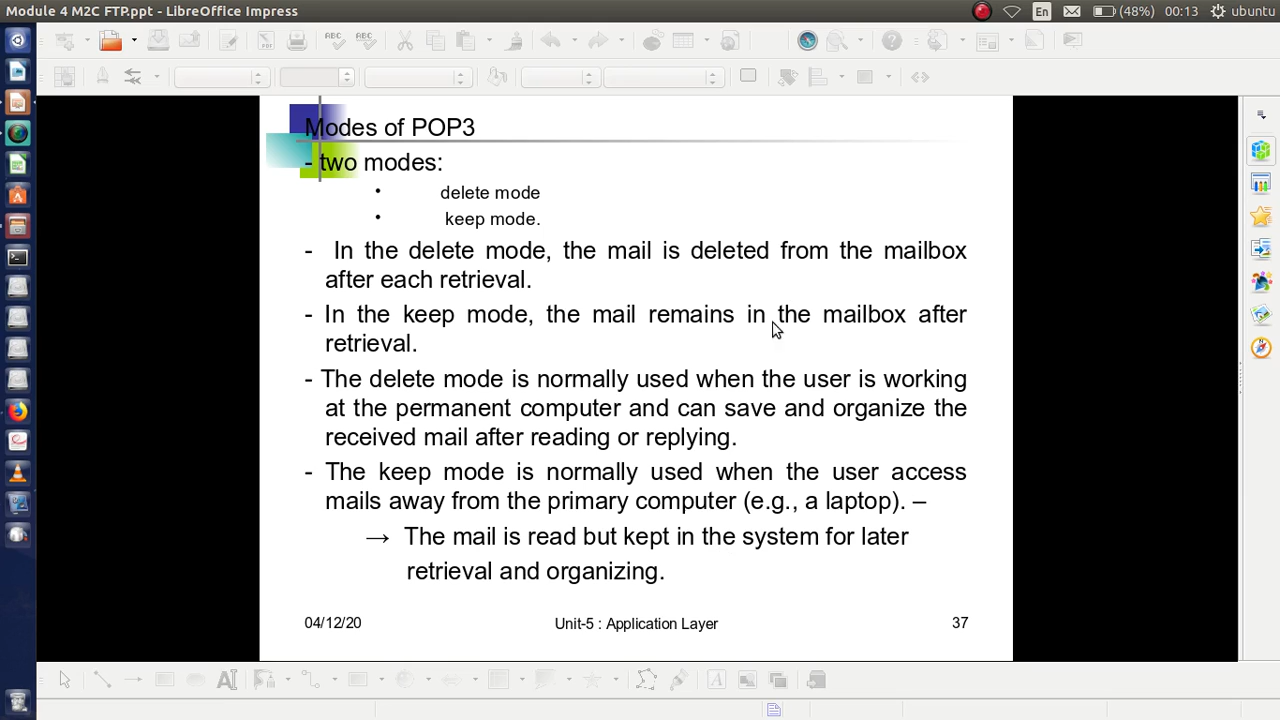 Module 4 M2C FTP.ppt - LibreOffice Impress
En
(48%)
00:13
ubuntu
ABC
ABC
PDF
Modes of POP3
- two modes:
• delete mode
• keep mode.
- In the delete mode, the mail is deleted from the mailbox
after each retrieval.
- In the keep mode, the mail remains in the mailbox after
retrieval.
- The delete mode is normally used when the user is working
at the permanent computer and can save and organize the
received mail after reading or replying.
- The keep mode is normally used when the user access
mails away from the primary computer (e.g., a laptop). –
→ The mail is read but kept in the system for later
retrieval and organizing.
04/12/20
Unit-5 : Application Layer
37
AI
A